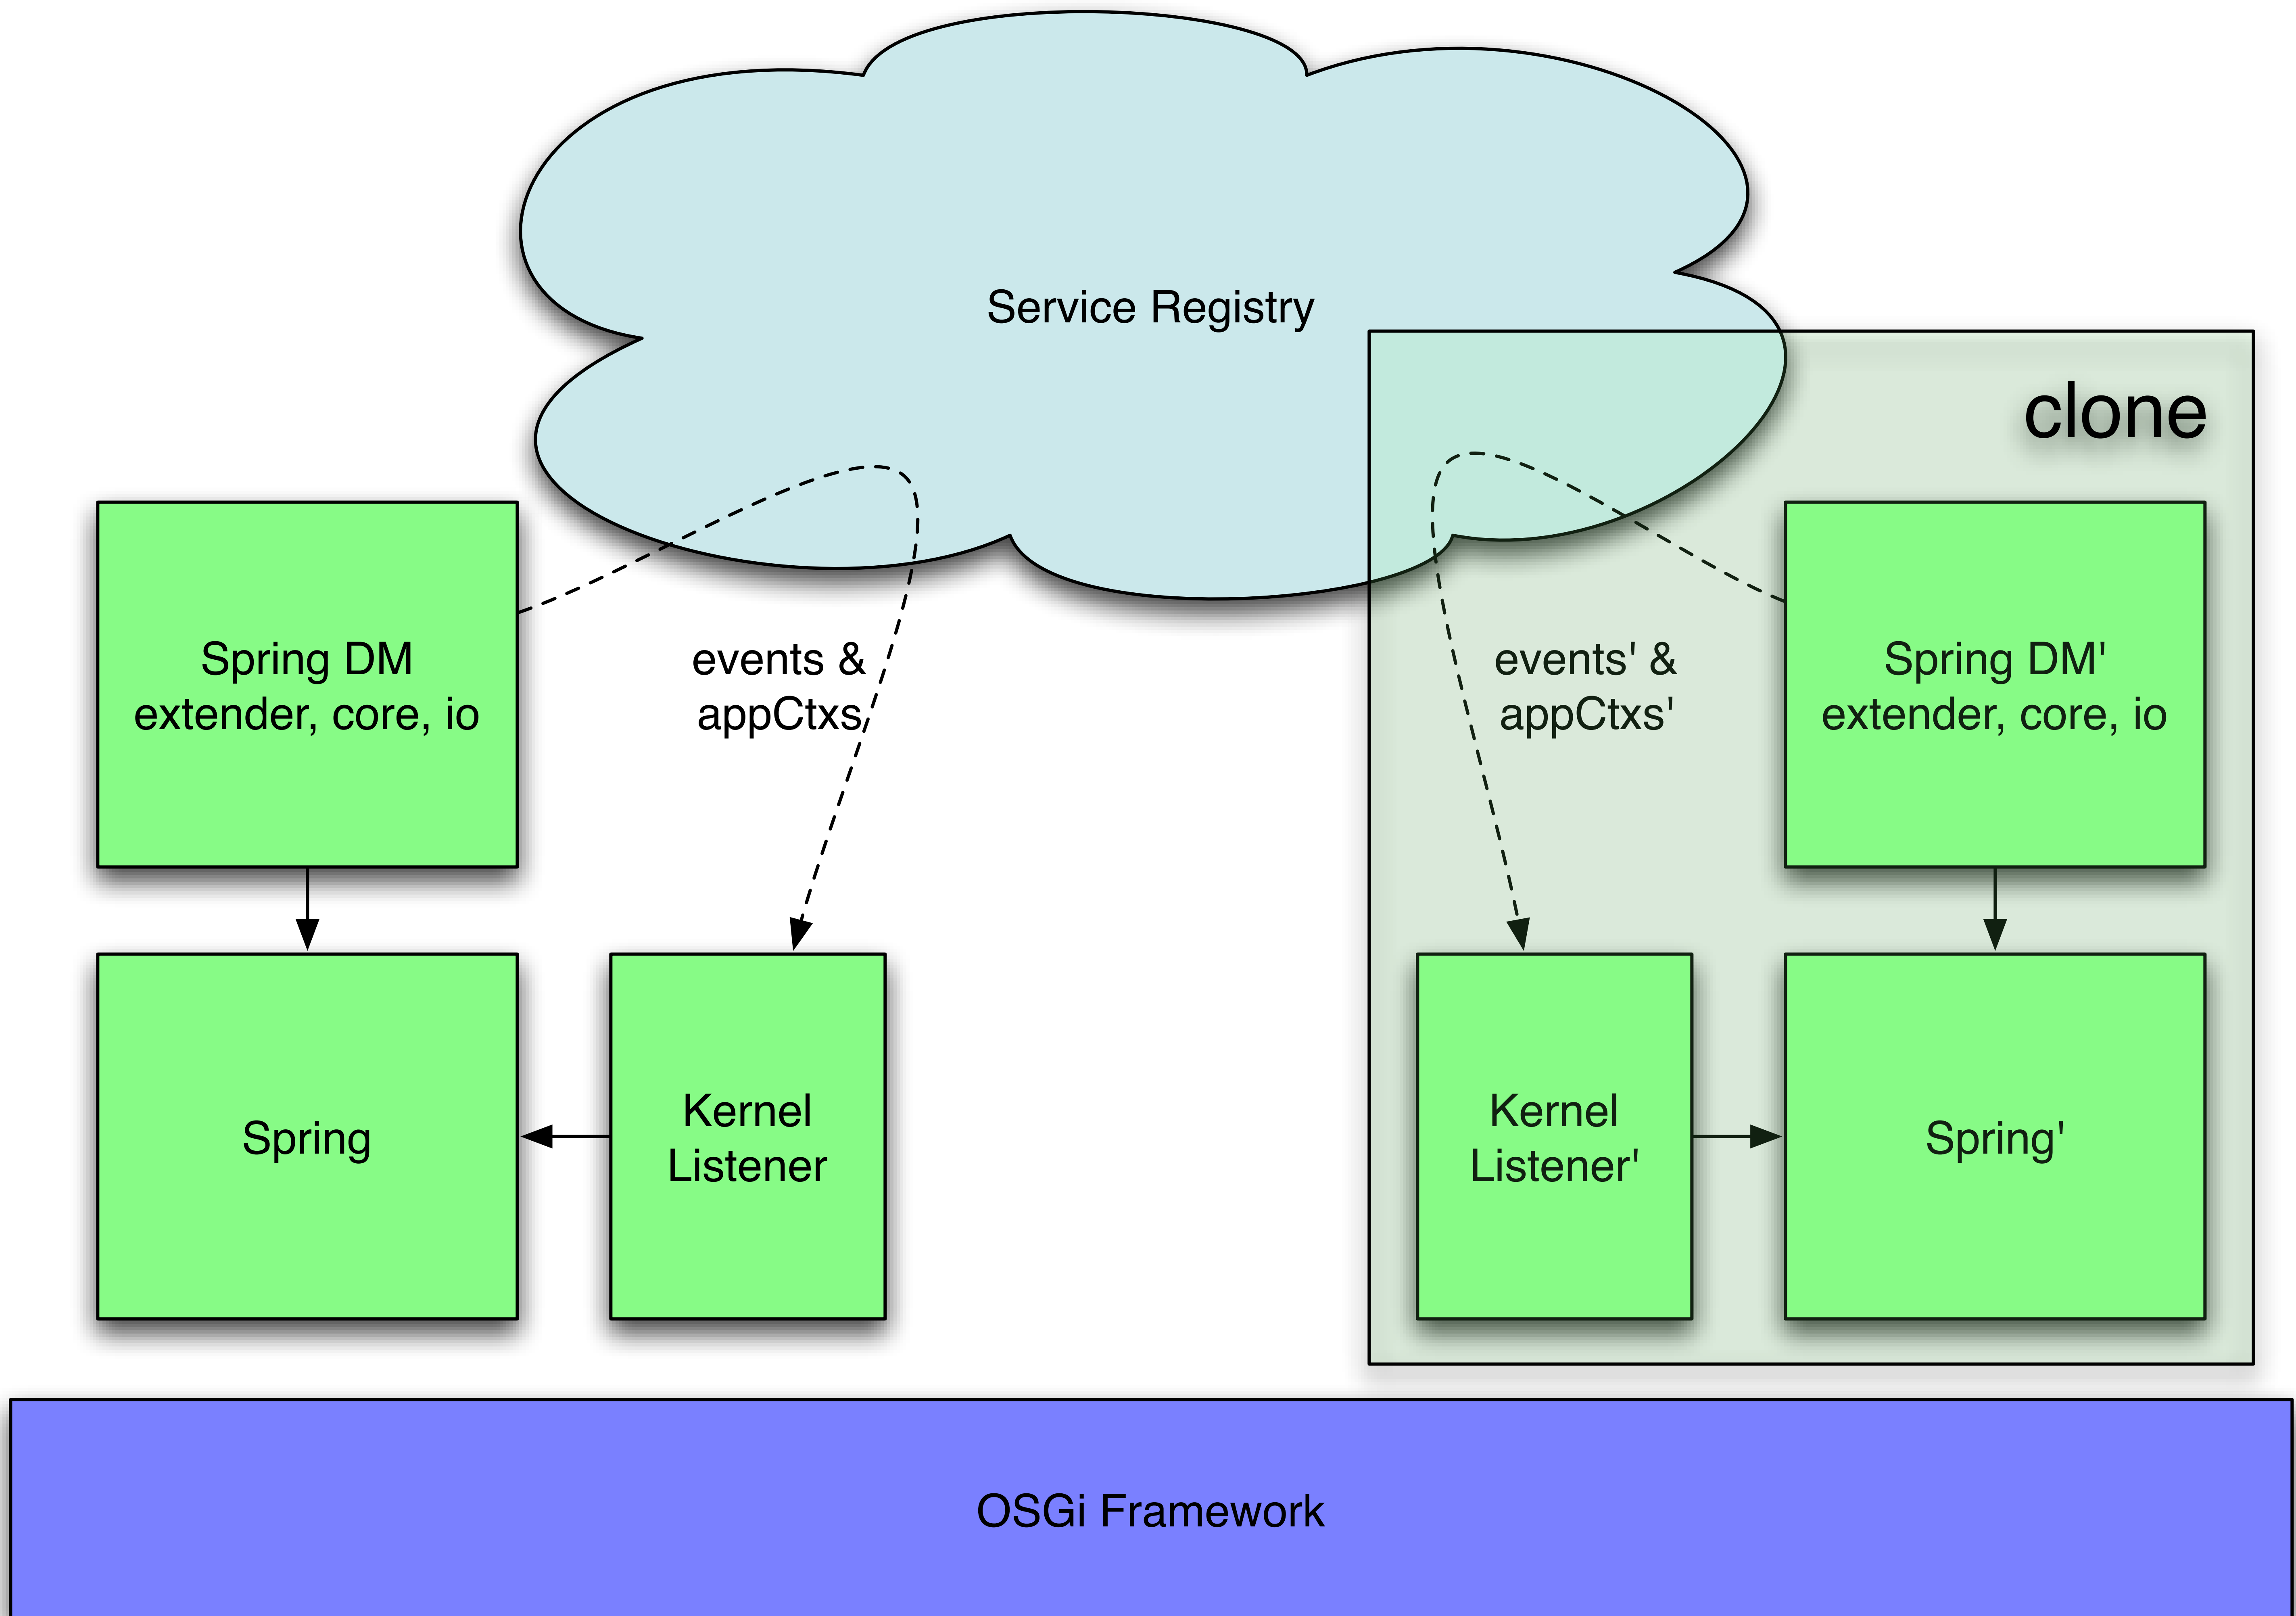 Service Registry
clone
Spring DM
extender, core, io
events &
appCtxs
events' &
appCtxs'
Spring DM'
extender, core, io
Spring
Kernel
Listener
Kernel
Listener'
Spring'
OSGi Framework